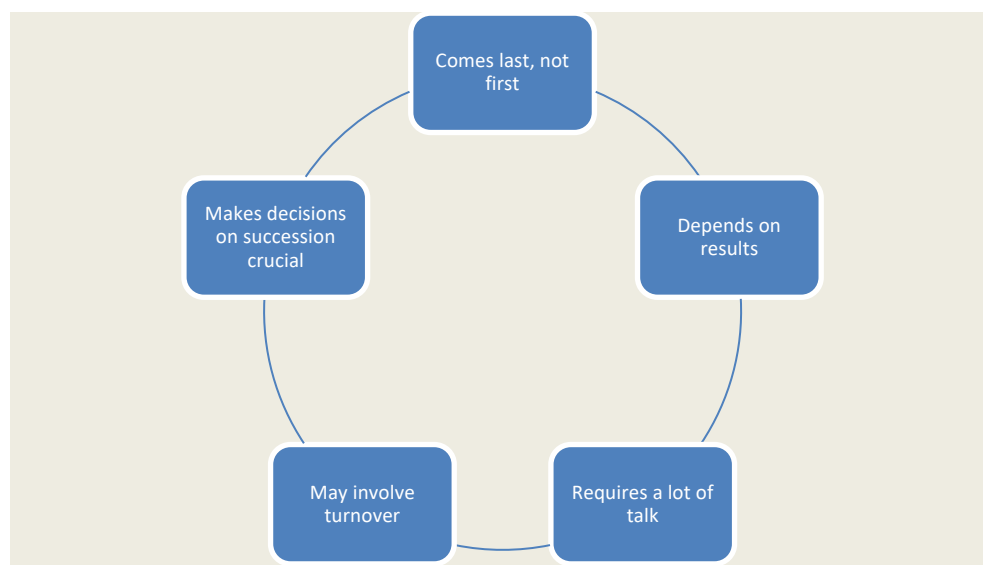 Comes last, not
first
Depends on
results
Requires a lot of
talk
May involve
turnover
Makes decisions
on succession
crucial